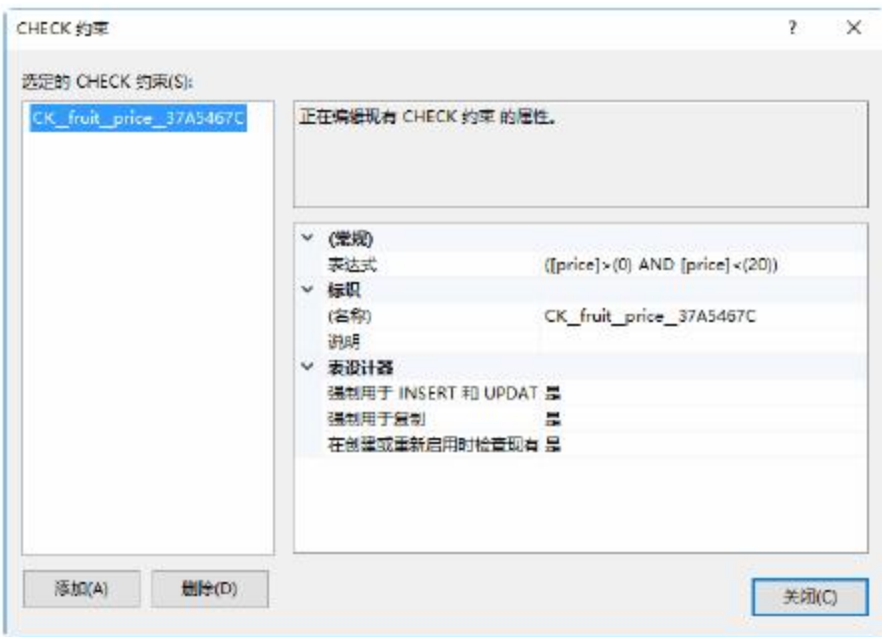 CHECK 约束
? ×
选定的 CHECK 约束(S):
CK__fruit__price__37A5467C
正在编辑现有 CHECK 约束 的属性。
(常规)
表达式 ([price]>(0) AND [price]<(20))
标识
(名称) CK__fruit__price__37A5467C
说明
表设计器
强制用于 INSERT 和 UPDAT 是
强制用于复制 是
在创建或重新启用时检查现有 是
添加(A) 删除(D)
关闭(C)